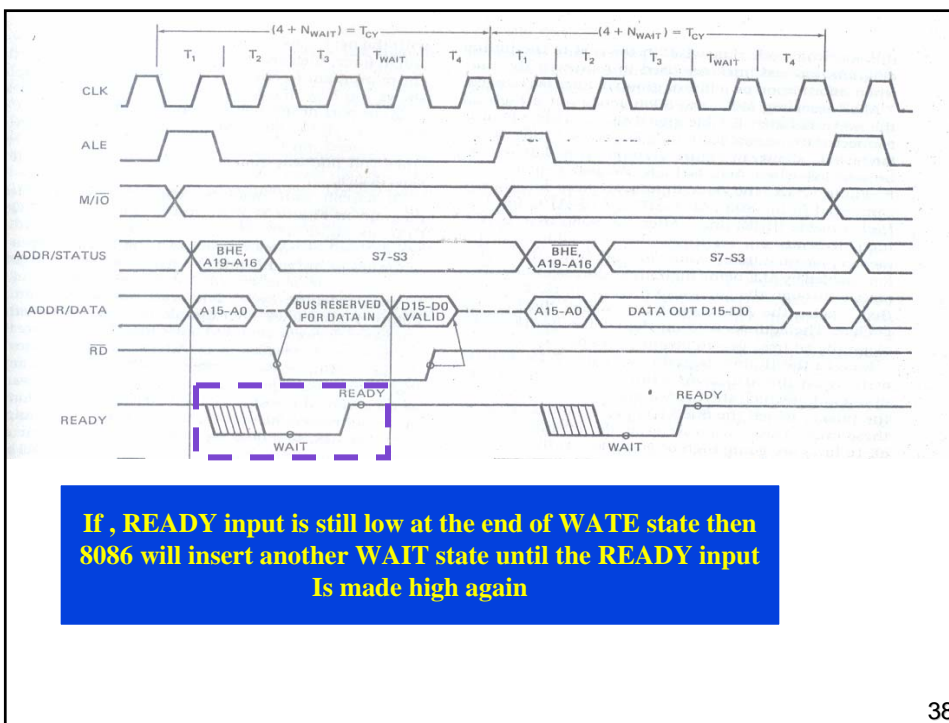 (4 + NWAIT) = TCY (4 + NWAIT) = TCY
T1 T2 T3 TWAIT T4 T1 T2 T3 TWAIT T4
CLK
ALE
M/IO
ADDR/STATUS BHE, A19-A16 S7-S3 BHE, A19-A16 S7-S3
ADDR/DATA A15-A0 BUS RESERVED FOR DATA IN D15-D0 VALID A15-A0 DATA OUT D15-D0
RD
READY READY
READY
WAIT WAIT
If , READY input is still low at the end of WATE state then
8086 will insert another WAIT state until the READY input
Is made high again
38